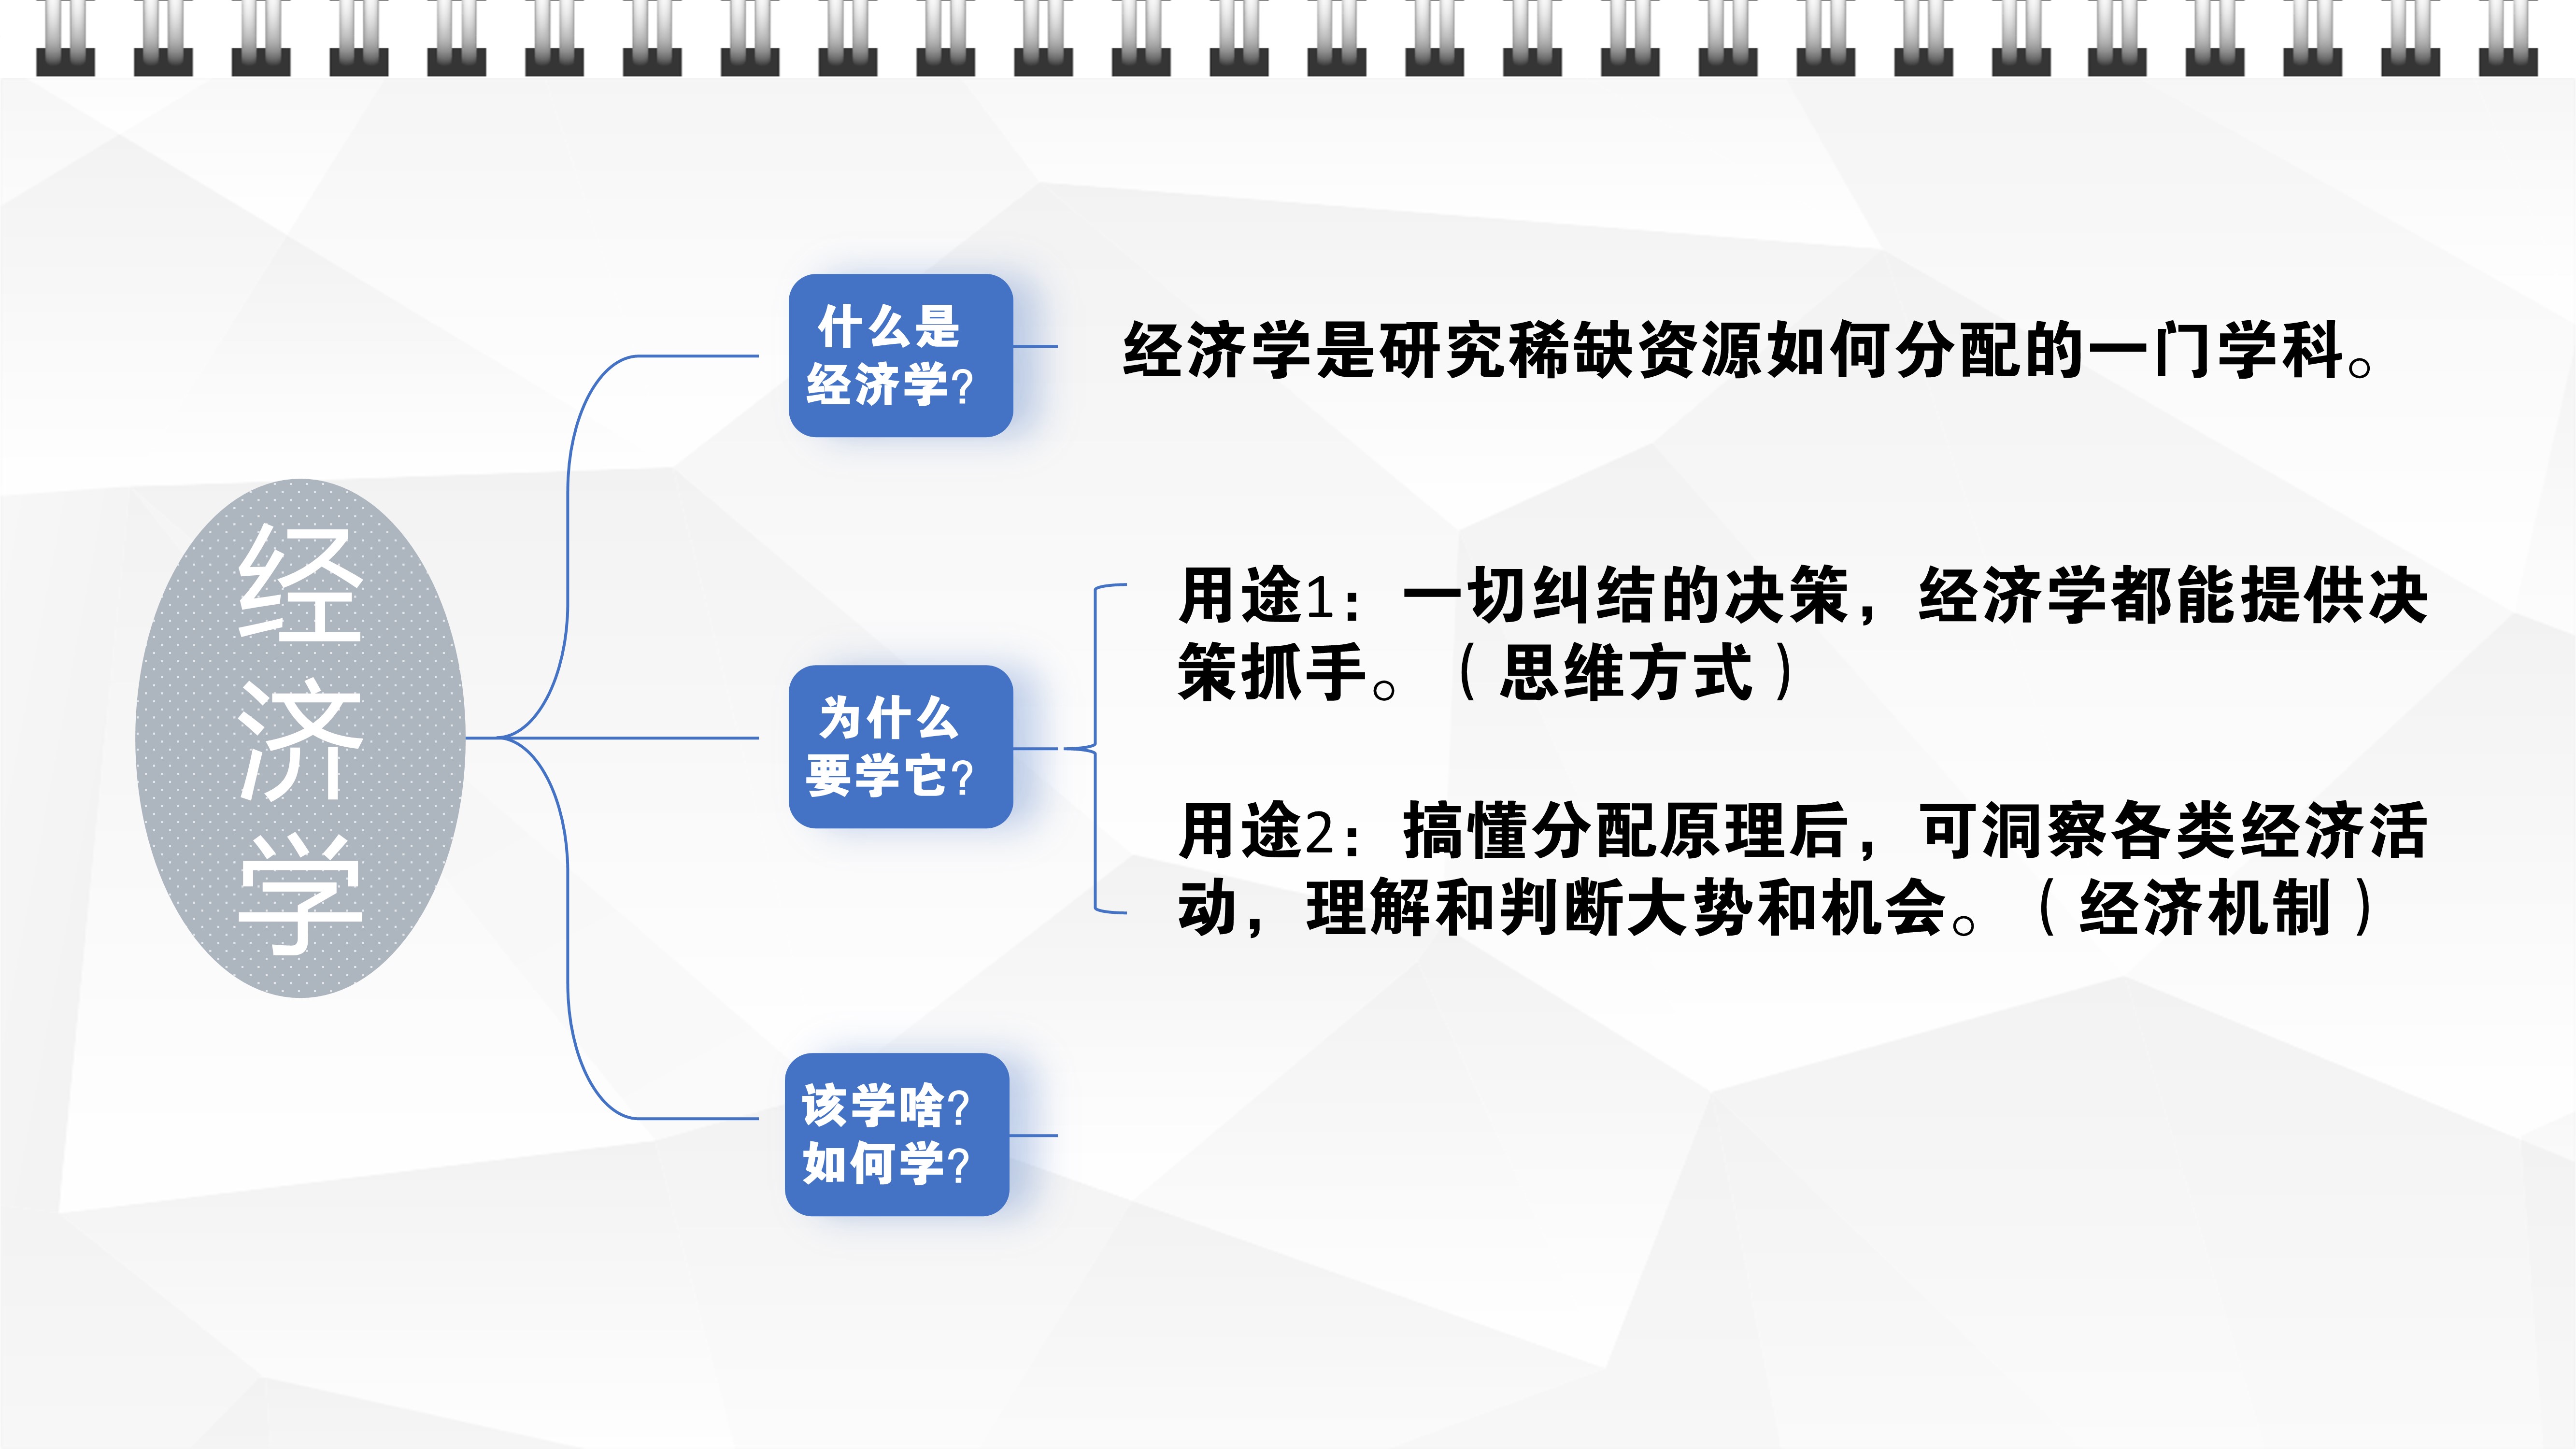 经
济
学
什么是
经济学?
经济学是研究稀缺资源如何分配的一门学科。
为什么
要学它?
用途1：一切纠结的决策，经济学都能提供决
策抓手。（思维方式）
用途2：搞懂分配原理后，可洞察各类经济活
动，理解和判断大势和机会。（经济机制）
该学啥?
如何学?